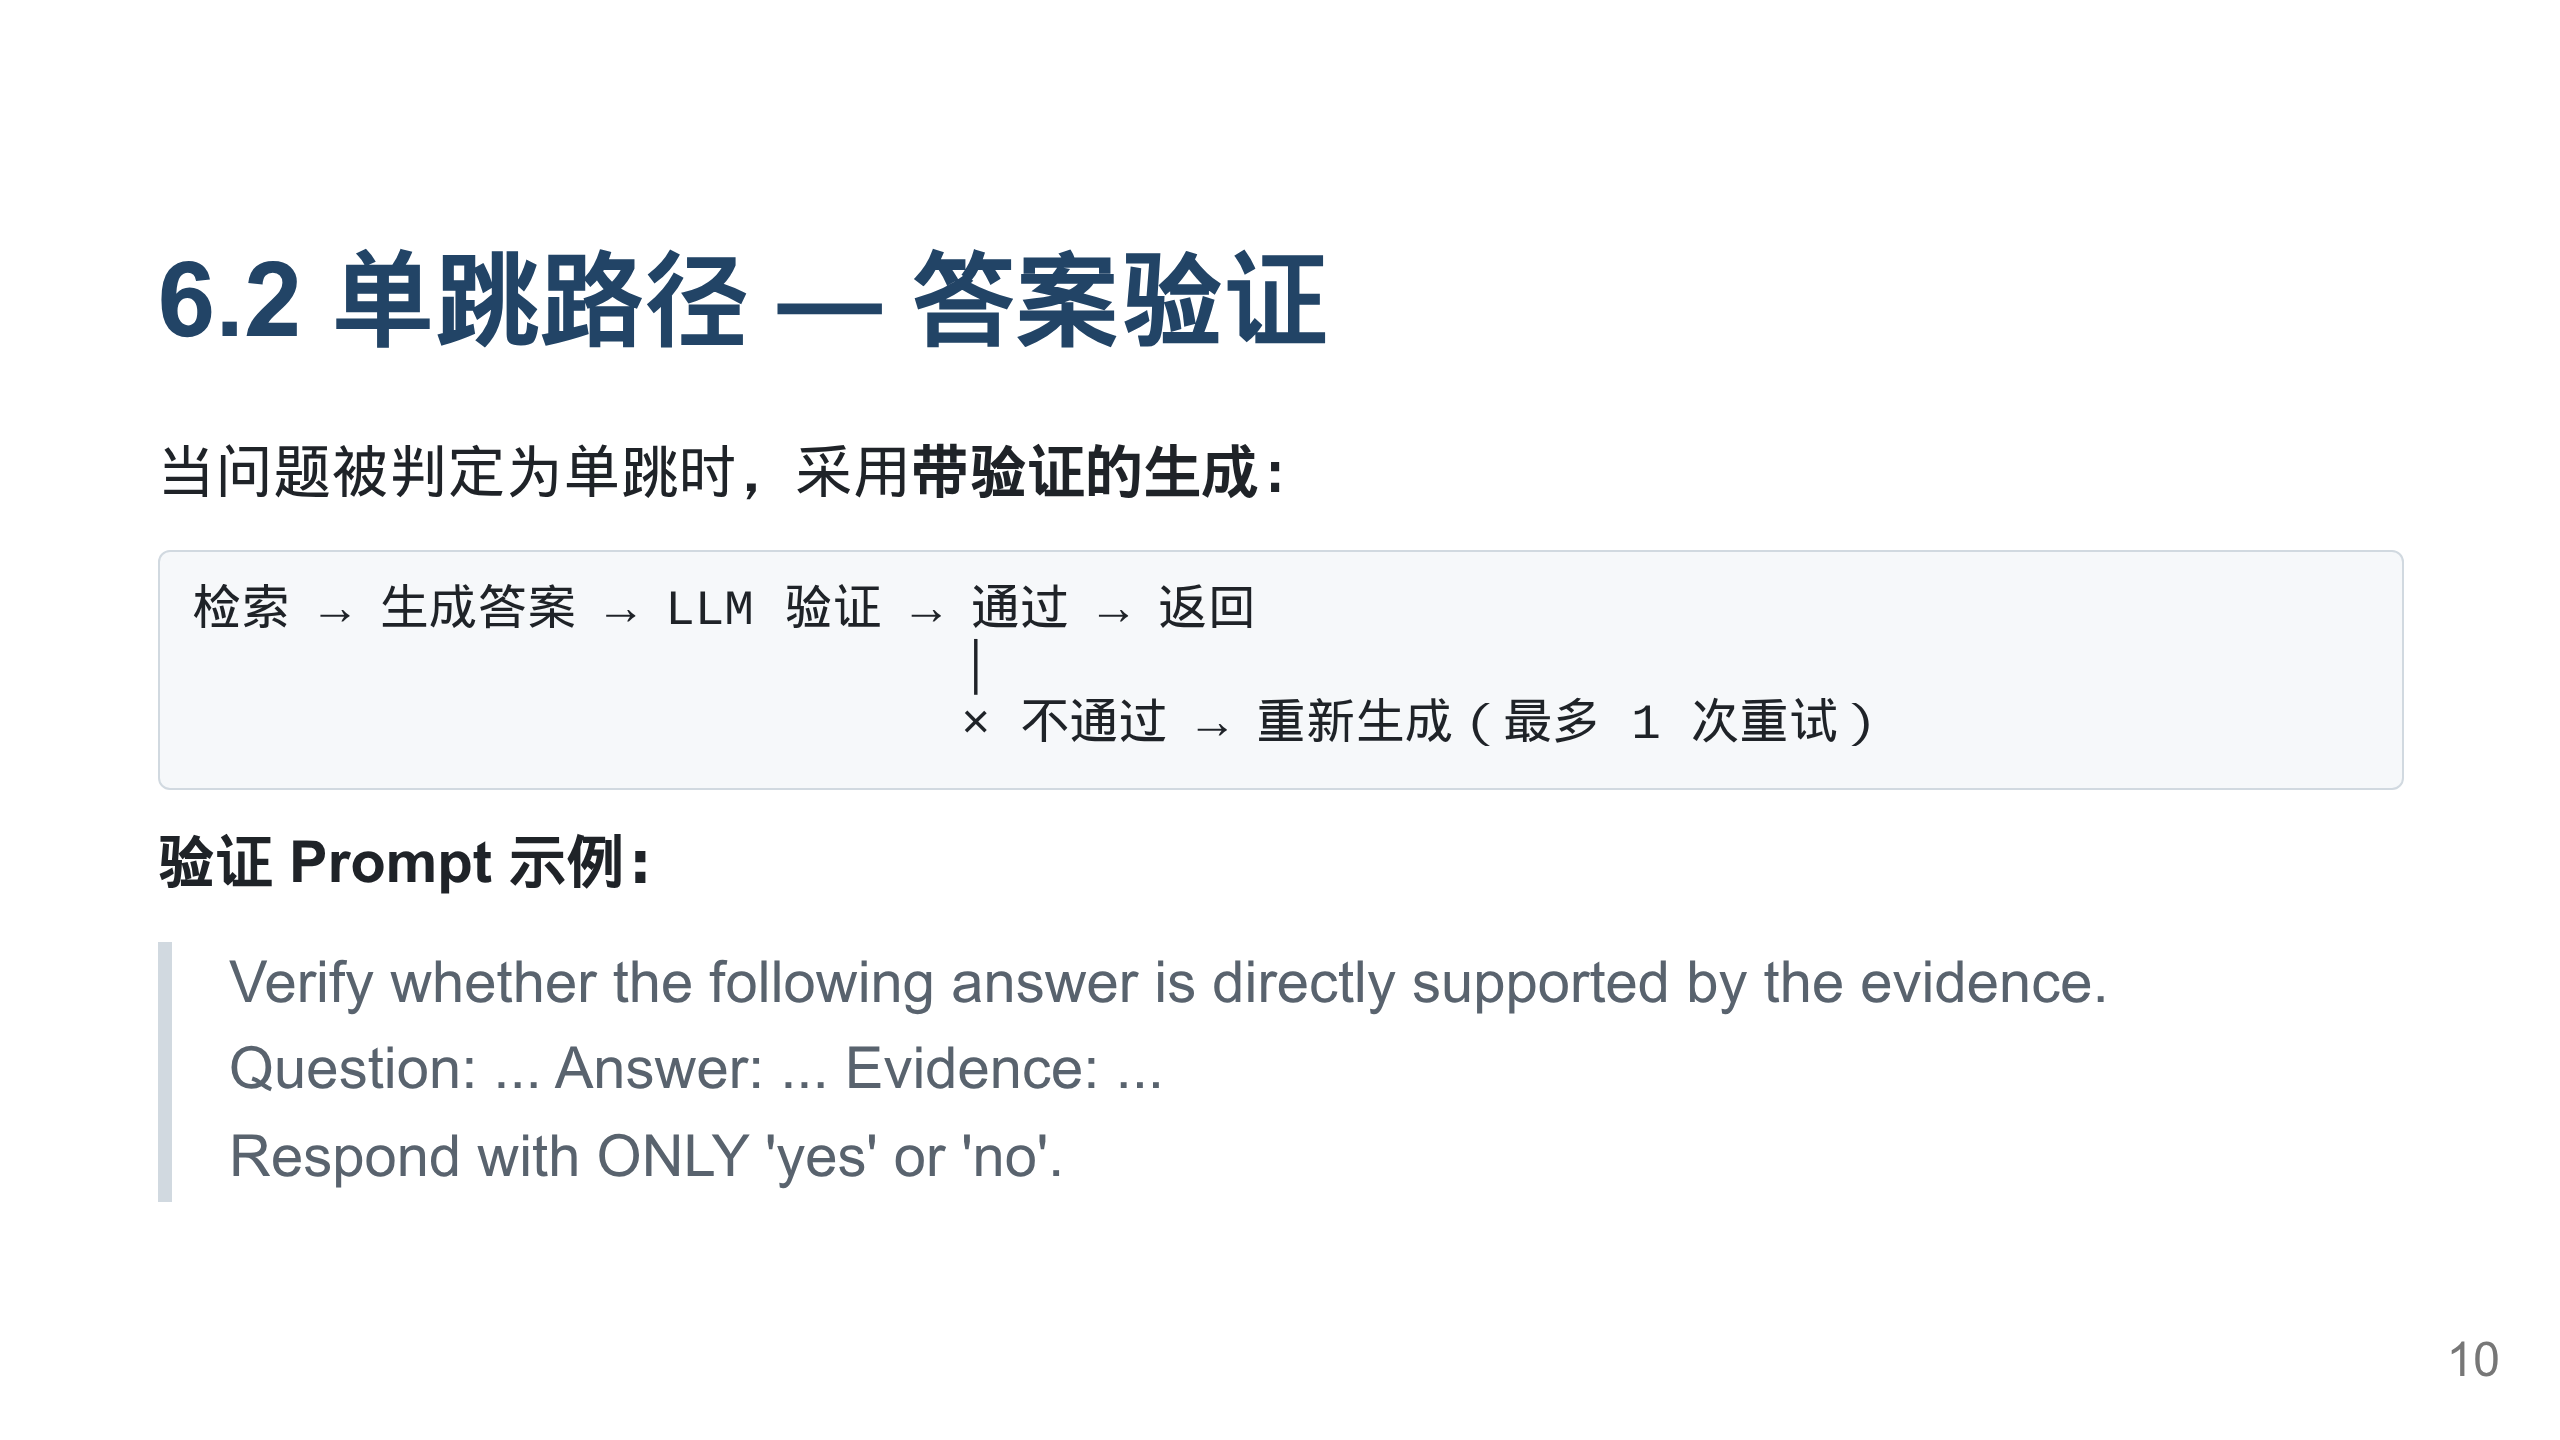 6.2 单跳路径 — 答案验证
当问题被判定为单跳时，采用带验证的生成：
检索 → 生成答案 → LLM 验证 → 通过 → 返回
│
× 不通过 → 重新生成（最多 1 次重试）
验证 Prompt 示例：
Verify whether the following answer is directly supported by the evidence.
Question: ... Answer: ... Evidence: ...
Respond with ONLY 'yes' or 'no'.
10